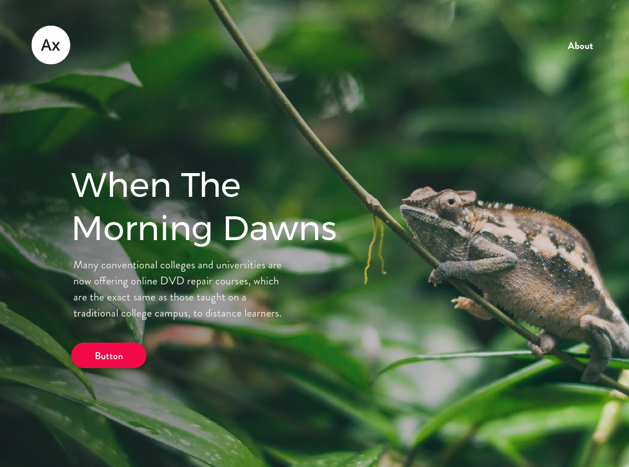 Ax
About
When The
Morning Dawns
Many conventional colleges and universities are
now offering online DVD repair courses, which
are the exact same as those taught on a
traditional college campus, to distance learners.
Button